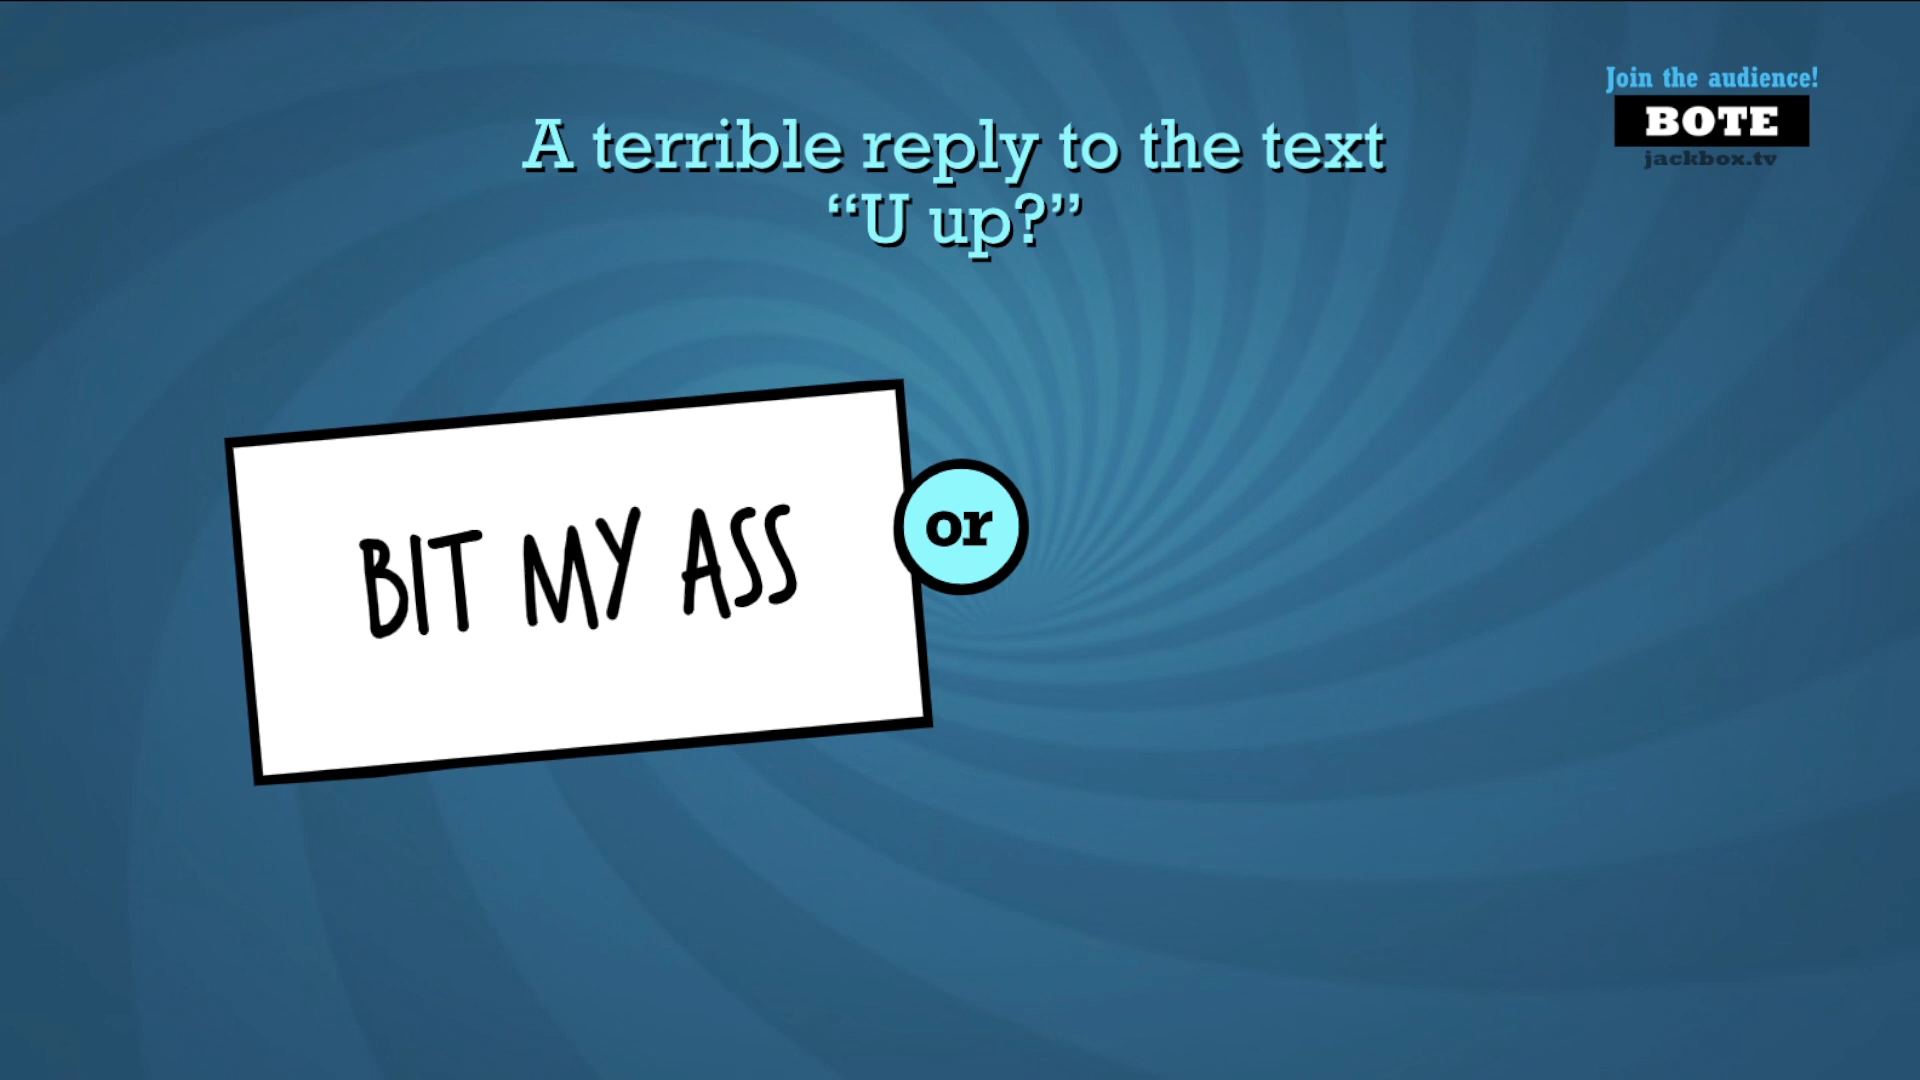 Join the audience!
BOTE
jackbox.tv
A terrible reply to the text
“U up?”
BIT MY ASS
or